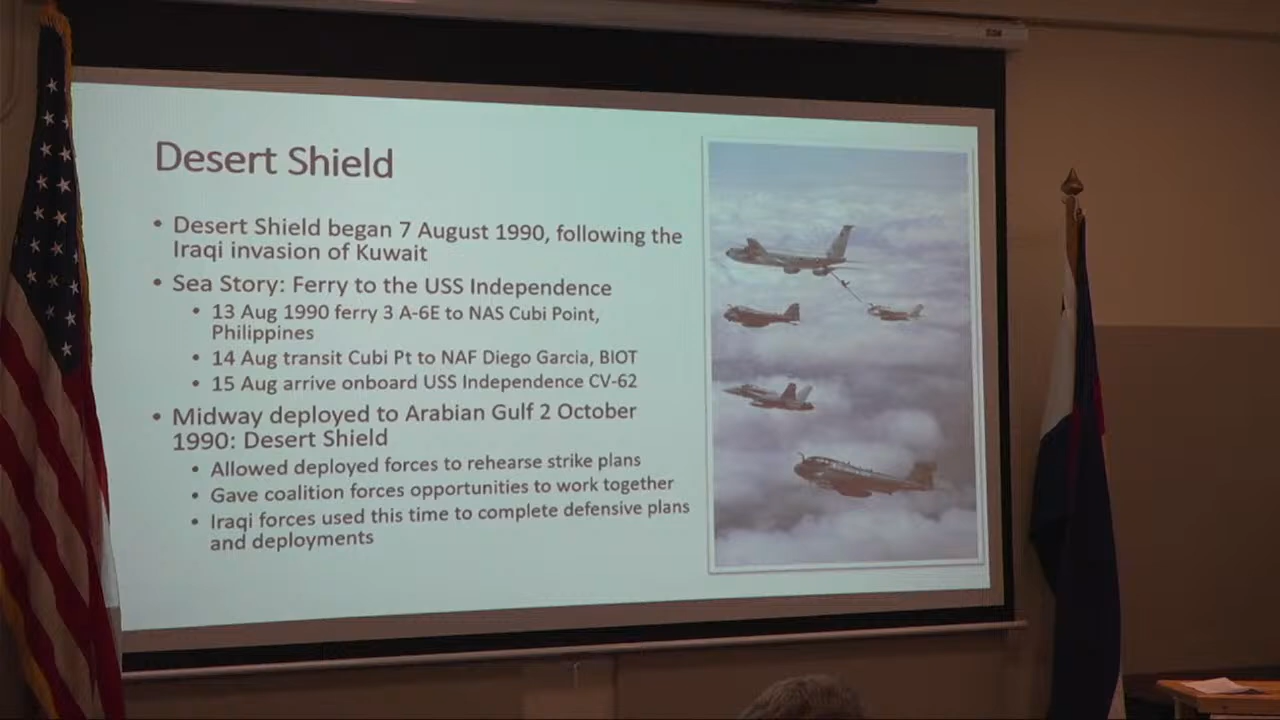 Desert Shield
• Desert Shield began 7 August 1990, following the
Iraqi invasion of Kuwait
• Sea Story: Ferry to the USS Independence
• 13 Aug 1990 ferry 3 A-6E to NAS Cubi Point,
Philippines
• 14 Aug transit Cubi Pt to NAF Diego Garcia, BIOT
• 15 Aug arrive onboard USS Independence CV-62
• Midway deployed to Arabian Gulf 2 October
1990: Desert Shield
• Allowed deployed forces to rehearse strike plans
• Gave coalition forces opportunities to work together
• Iraqi forces used this time to complete defensive plans
and deployments